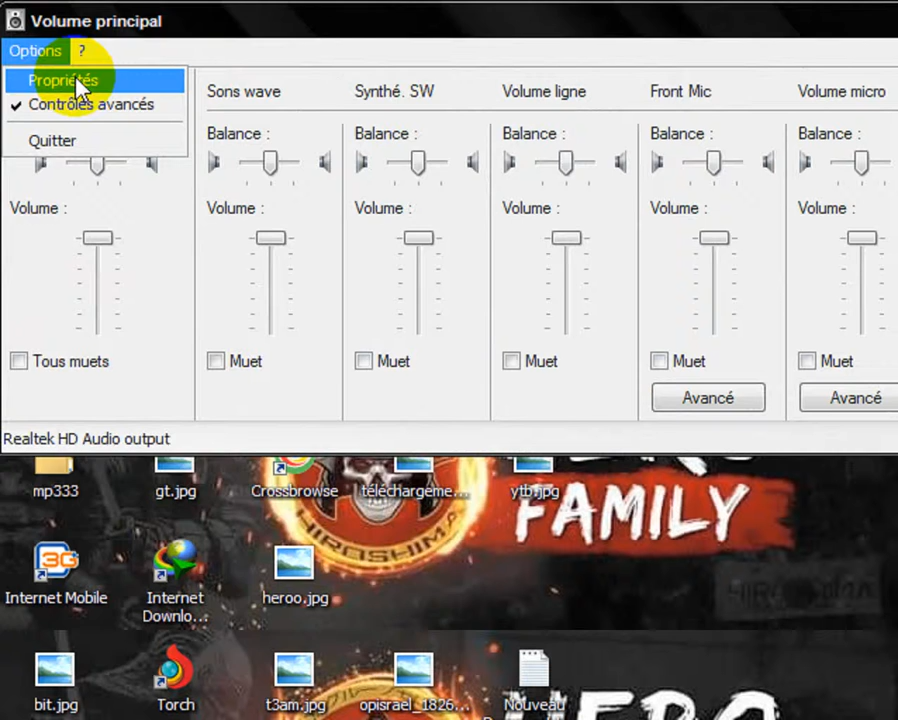 Volume principal
Options ?
Propriétés
Contrôles avancés
Quitter
Sons wave
Synthé. SW
Volume ligne
Front Mic
Volume micro
Balance :
Balance :
Balance :
Balance :
Balance :
Volume :
Volume :
Volume :
Volume :
Volume :
Volume :
Tous muets
Muet
Muet
Muet
Muet
Muet
Avancé
Avancé
Realtek HD Audio output
mp333
gt.jpg
Crossbrowse
téléchargeme...
ytb.jpg
FAMILY
HIROSHIMA
Internet Mobile
Internet Downlo...
heroo.jpg
bit.jpg
Torch
t3am.jpg
opisrael_1826...
Nouveau